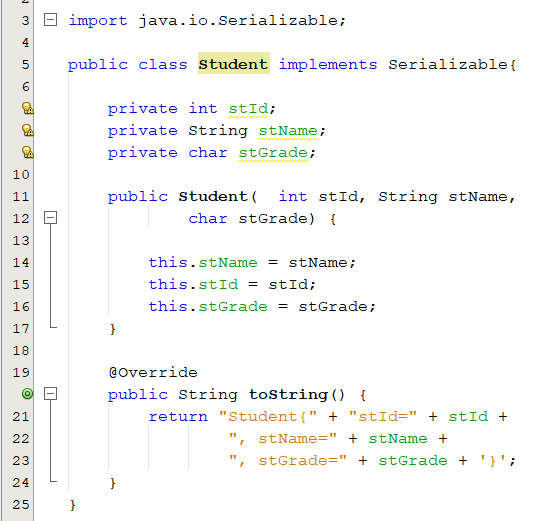 2
3 import java.io.Serializable;
4
5 public class Student implements Serializable{
6
private int stId;
private String stName;
private char stGrade;
10
11 public Student(  int stId, String stName,
12 char stGrade) {
13
14 this.stName = stName;
15 this.stId = stId;
16 this.stGrade = stGrade;
17 }
18
19 @Override
public String toString() {
21 return "Student{" + "stId=" + stId +
22 ", stName=" + stName +
23 ", stGrade=" + stGrade + '}';
24 }
25 }